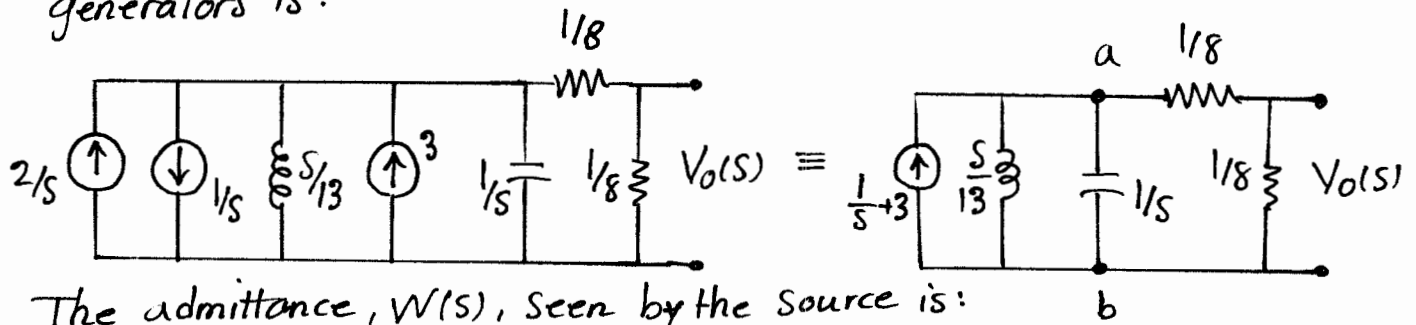 generators is:
1/8
a
1/8
2/s
1/s
s/13
3
1/s
1/8
Vo(s)
≡
1/s+3
s/13
1/s
1/8
Vo(s)
The admittance, W(s), seen by the source is:
b